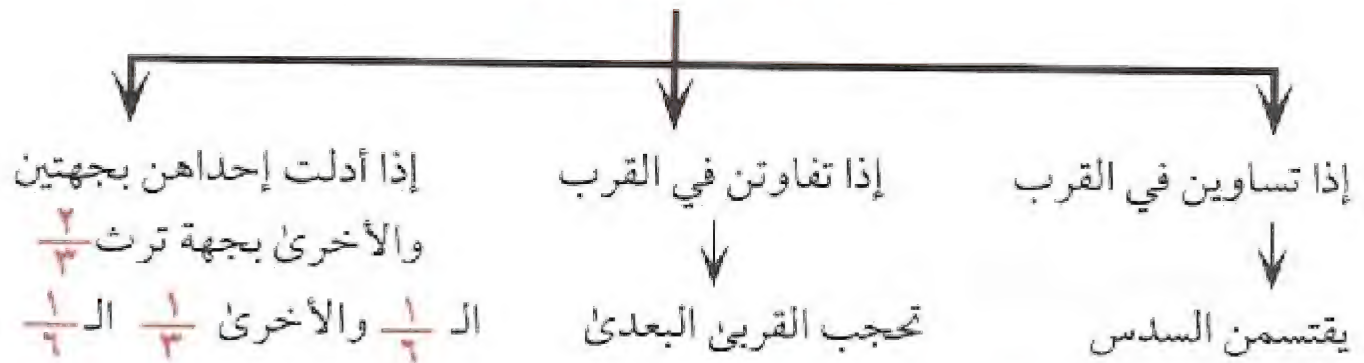 إذا تساوين في القرب
يقتسمن السدس
إذا تفاوتن في القرب
تحجب القربىٰ البعدىٰ
إذا أدلت إحداهن بجهتين
والأخرىٰ بجهة ترث ٢/٣
الـ ١/٦ والأخرىٰ ١/٣ الـ ١/٦